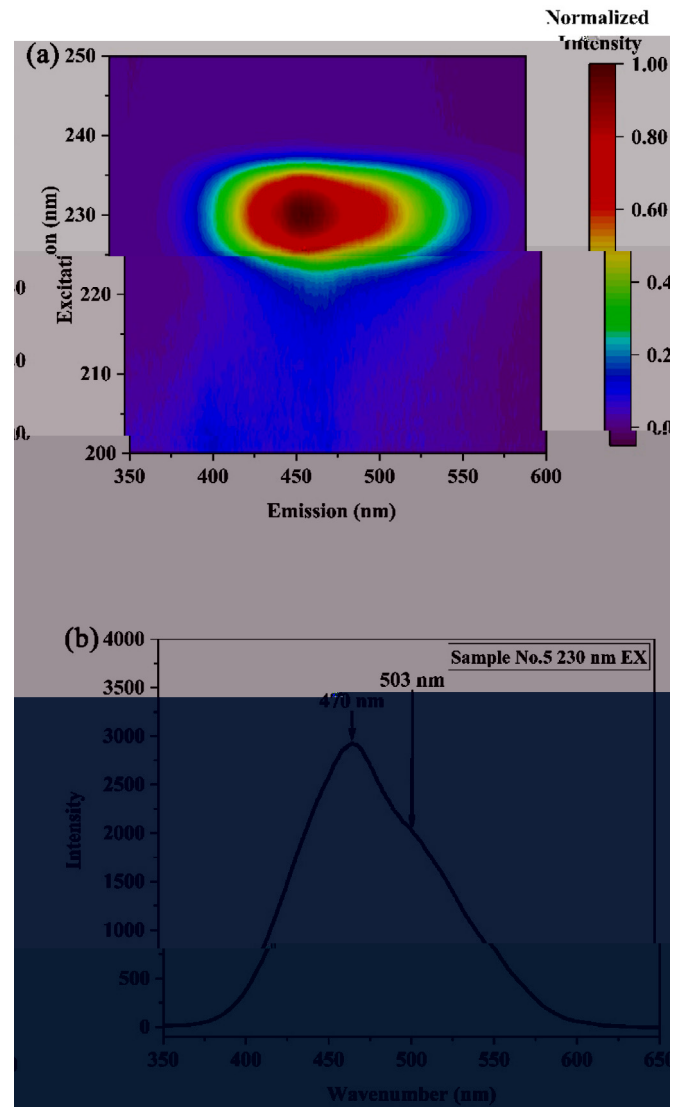 Normalized
Intensity
(a)
250
240
230
220
210
200
Excitation (nm)
350 400 450 500 550 600
Emission (nm)
1.00
0.80
0.60
0.4
0.2
(b)
4000
3500
3000
2500
2000
1500
1000
500
0
Intensity
Sample No.5 230 nm EX
503 nm
470 nm
350 400 450 500 550 600 650
Wavenumber (nm)